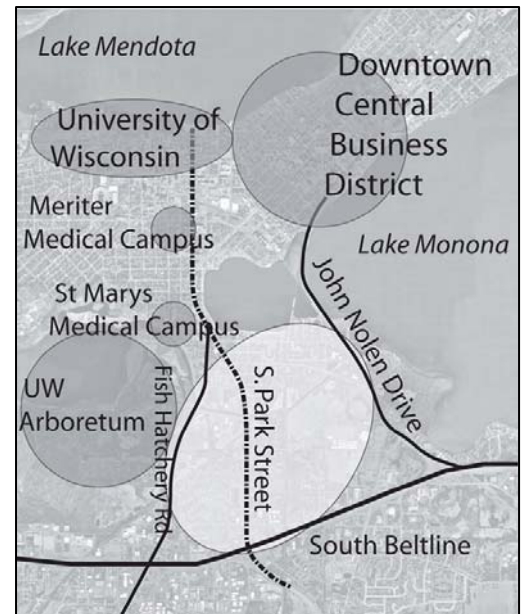 Lake Mendota
Downtown
Central
Business
District
University of
Wisconsin
Meriter
Medical Campus
Lake Monona
St Marys
Medical Campus
John Nolen Drive
UW
Arboretum
Fish Hatchery Rd
S. Park Street
South Beltline